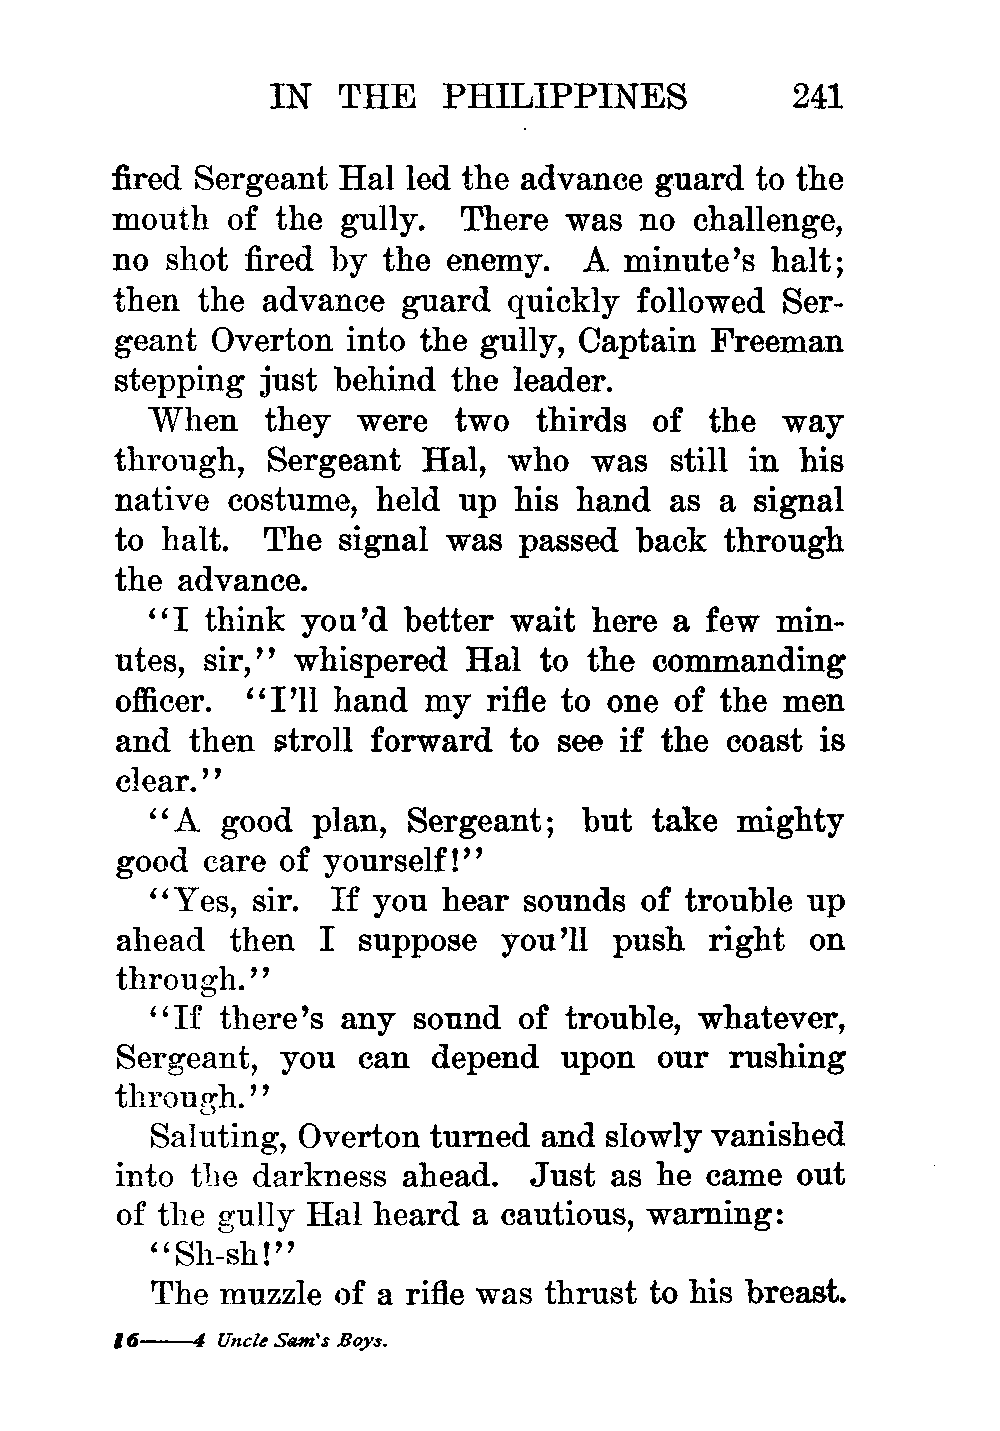 IN THE PHILIPPINES 241
fired Sergeant Hal led the advance guard to the
mouth of the gully. There was no challenge,
no shot fired by the enemy. A minute's halt;
then the advance guard quickly followed Ser-
geant Overton into the gully, Captain Freeman
stepping just behind the leader.
When they were two thirds of the way
through, Sergeant Hal, who was still in his
native costume, held up his hand as a signal
to halt. The signal was passed back through
the advance.
"I think you'd better wait here a few min-
utes, sir," whispered Hal to the commanding
officer. "I'll hand my rifle to one of the men
and then stroll forward to see if the coast is
clear."
"A good plan, Sergeant; but take mighty
good care of yourself!"
"Yes, sir. If you hear sounds of trouble up
ahead then I suppose you'll push right on
through."
"If there's any sound of trouble, whatever,
Sergeant, you can depend upon our rushing
through."
Saluting, Overton turned and slowly vanished
into the darkness ahead. Just as he came out
of the gully Hal heard a cautious, warning:
"Sh-sh!"
The muzzle of a rifle was thrust to his breast.
16——4 Uncle Sam's Boys.